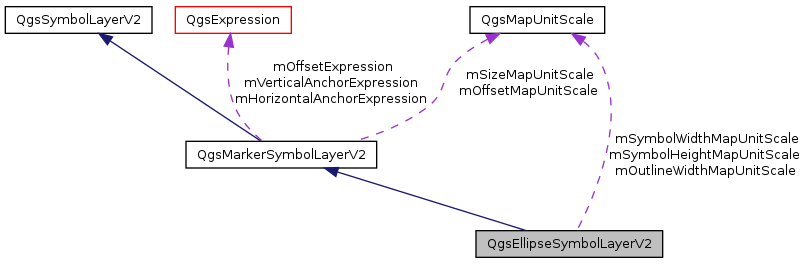 QgsSymbolLayerV2
QgsExpression
QgsMapUnitScale
mOffsetExpression
mVerticalAnchorExpression
mHorizontalAnchorExpression
mSizeMapUnitScale
mOffsetMapUnitScale
mSymbolWidthMapUnitScale
mSymbolHeightMapUnitScale
mOutlineWidthMapUnitScale
QgsMarkerSymbolLayerV2
QgsEllipseSymbolLayerV2